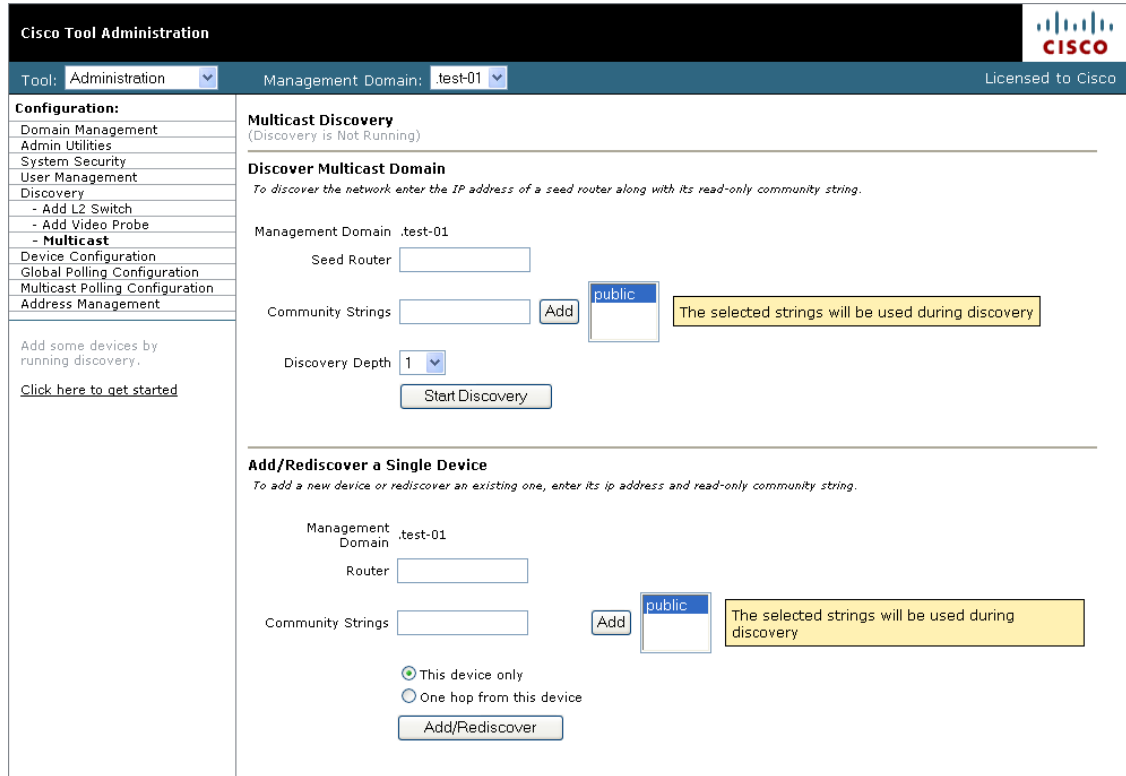 Cisco Tool Administration
CISCO
Tool: Administration
Management Domain: .test-01
Licensed to Cisco
Configuration:
Domain Management
Admin Utilities
System Security
User Management
Discovery
- Add L2 Switch
- Add Video Probe
- Multicast
Device Configuration
Global Polling Configuration
Multicast Polling Configuration
Address Management
Add some devices by
running discovery.
Click here to get started
Multicast Discovery
(Discovery is Not Running)
Discover Multicast Domain
To discover the network enter the IP address of a seed router along with its read-only community string.
Management Domain .test-01
Seed Router
Community Strings Add public The selected strings will be used during discovery
Discovery Depth 1
Start Discovery
Add/Rediscover a Single Device
To add a new device or rediscover an existing one, enter its ip address and read-only community string.
Management
Domain .test-01
Router
Community Strings Add public The selected strings will be used during
discovery
This device only
One hop from this device
Add/Rediscover